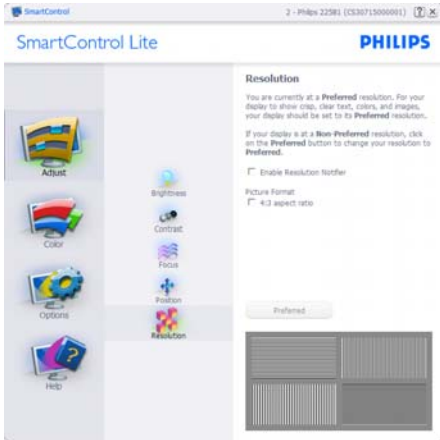 SmartControl
2 - Philips 225B1 (CS30715000001)
SmartControl Lite
PHILIPS
Adjust
Color
Options
Help
Brightness
Contrast
Focus
Position
Resolution
Resolution
You are currently at a Preferred resolution. For your
display to show crisp, clear text, colors, and images,
your display should be set to its Preferred resolution.
If your display is at a Non-Preferred resolution, click
on the Preferred button to change your resolution to
Preferred.
Enable Resolution Notifier
Picture Format
4:3 aspect ratio
Preferred